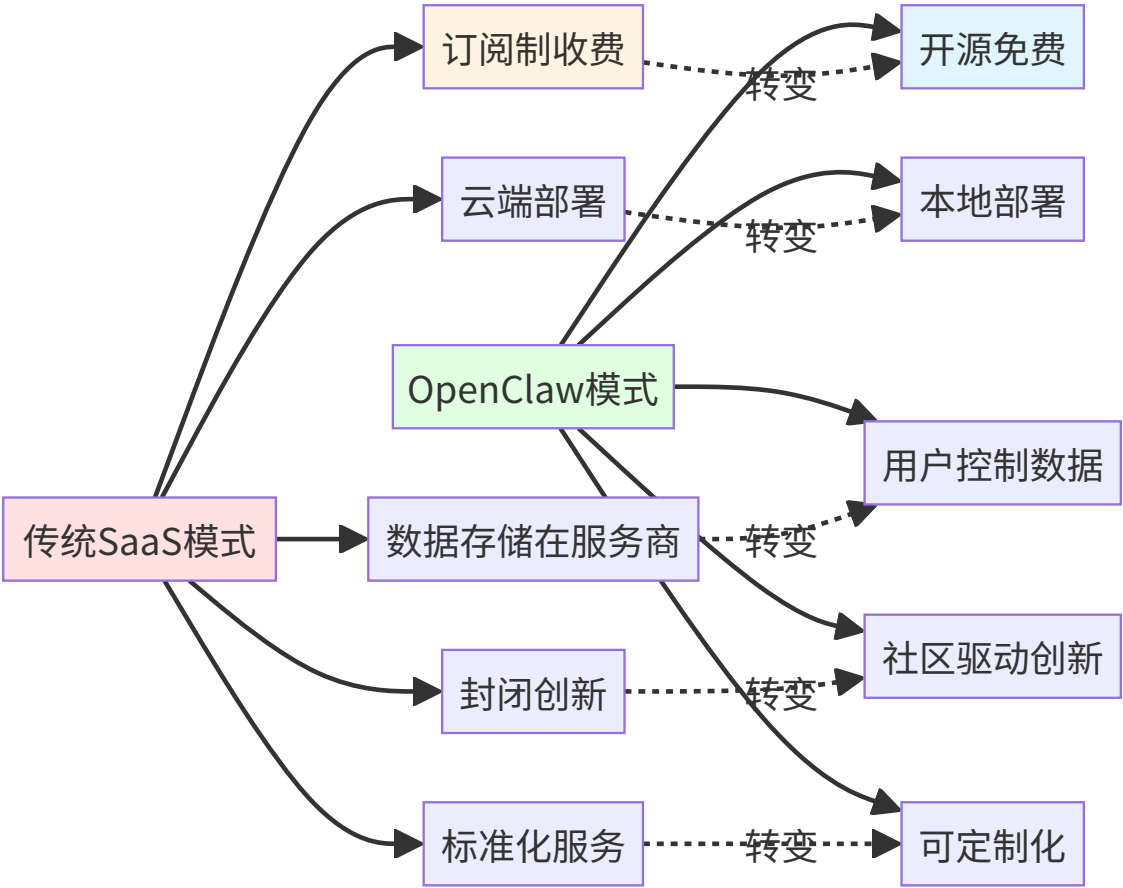 订阅制收费
转变
开源免费
云端部署
转变
本地部署
OpenClaw模式
用户控制数据
传统SaaS模式
数据存储在服务商
转变
社区驱动创新
封闭创新
转变
标准化服务
转变
可定制化